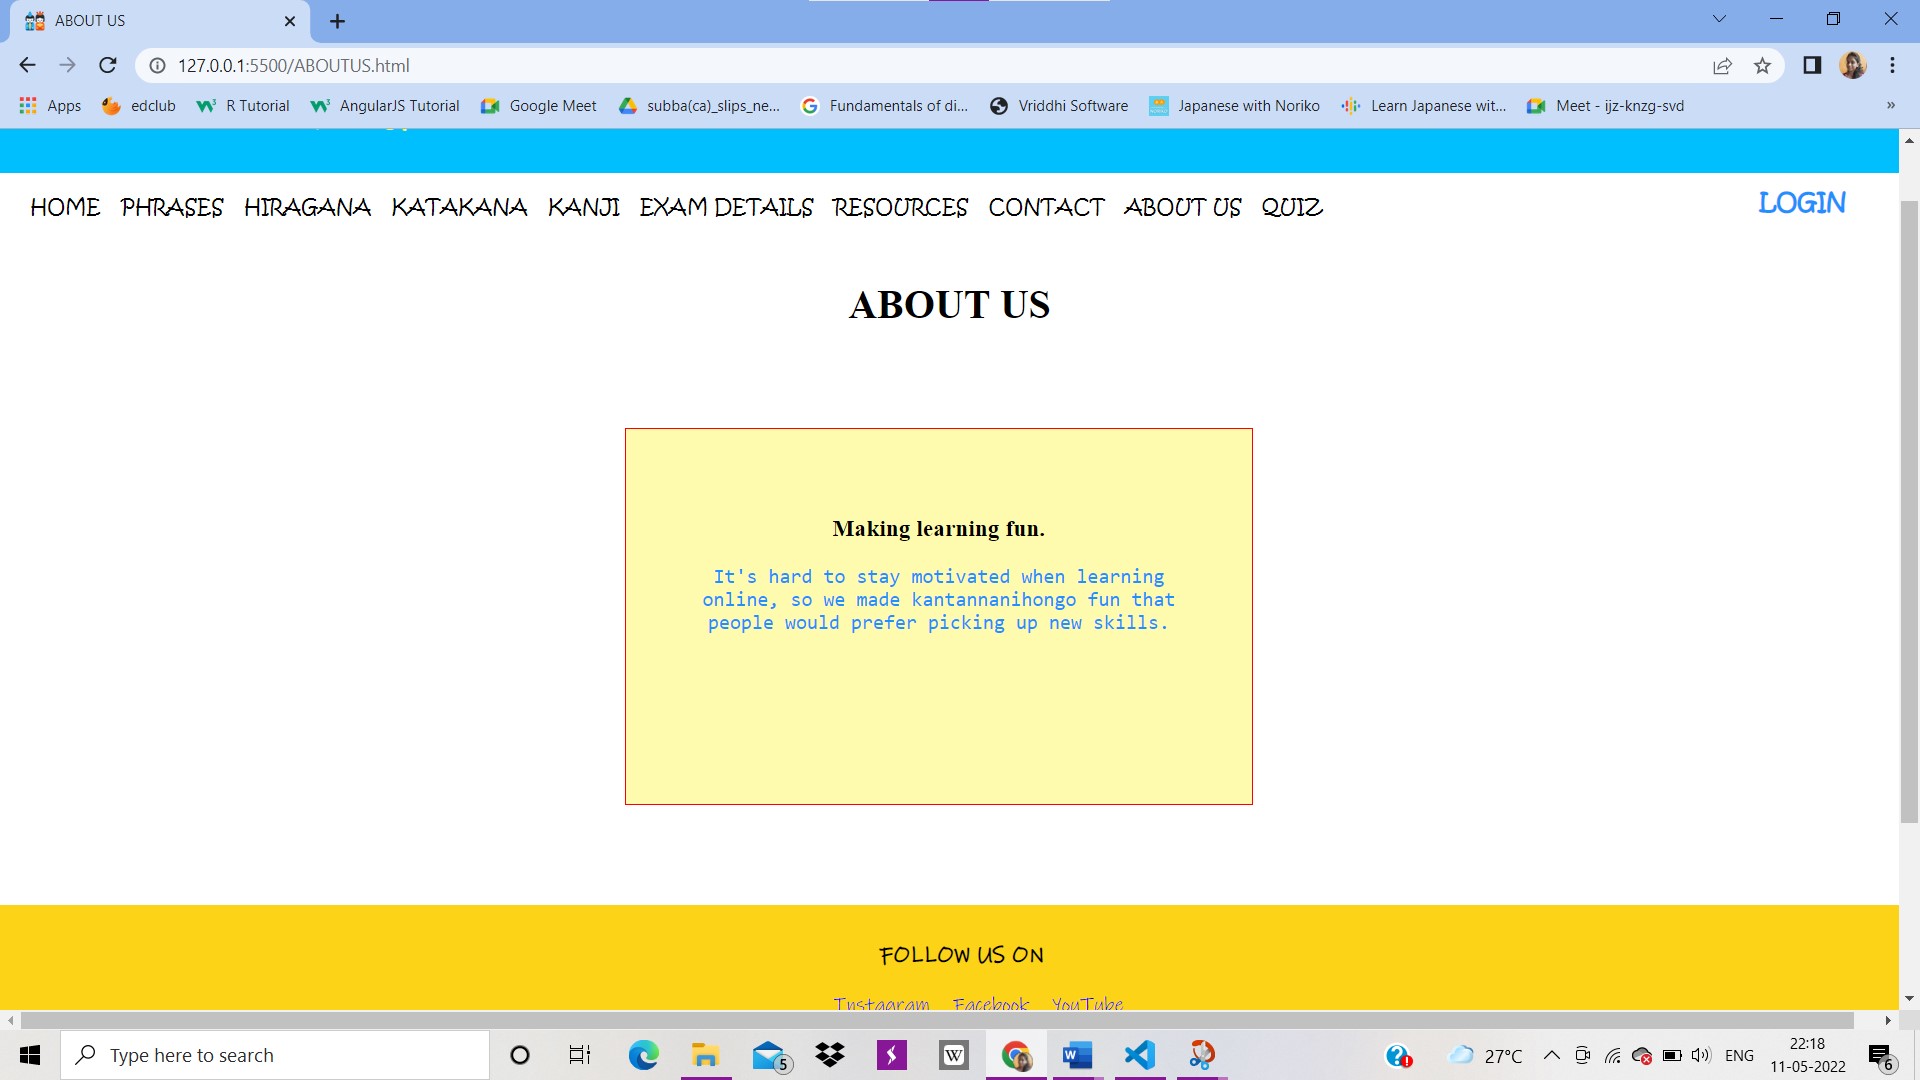 ABOUT US
127.0.0.1:5500/ABOUTUS.html
Apps edclub R Tutorial AngularJS Tutorial Google Meet subba(ca)_slips_ne... Fundamentals of di... Vriddhi Software Japanese with Noriko Learn Japanese wit... Meet - ijz-knzg-svd »
HOME PHRASES HIRAGANA KATAKANA KANJI EXAM DETAILS RESOURCES CONTACT ABOUT US QUIZ LOGIN
ABOUT US
Making learning fun.
It's hard to stay motivated when learning
online, so we made kantannanihongo fun that
people would prefer picking up new skills.
FOLLOW US ON
Instagram Facebook YouTube
Type here to search
5
27°C
ENG
22:18
11-05-2022
6